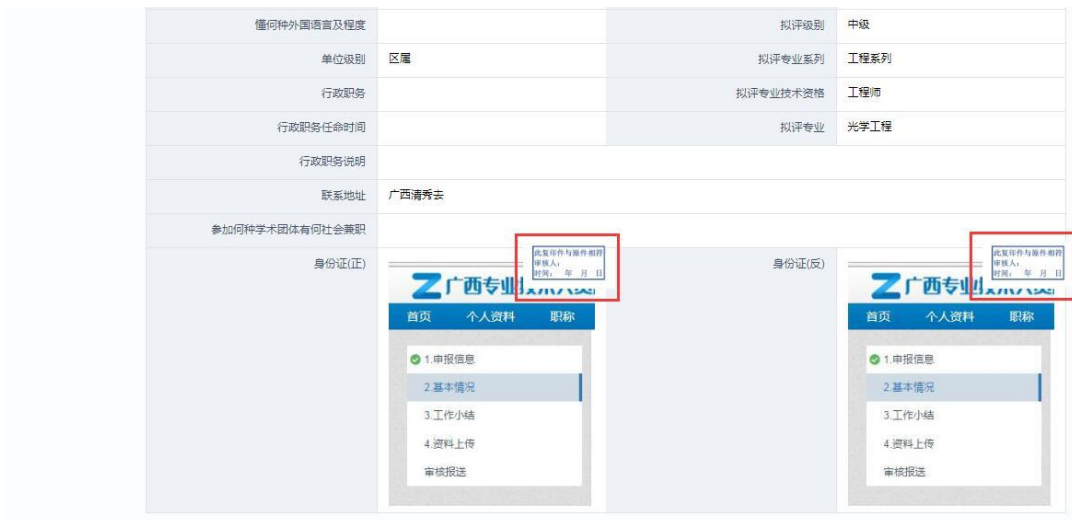 懂何种外国语言及程度 拟评级别 中级
单位级别 区属 拟评专业系列 工程系列
行政职务 拟评专业技术资格 工程师
行政职务任命时间 拟评专业 光学工程
行政职务说明
联系地址 广西清秀去
参加何种学术团体有何社会兼职
身份证(正)
此复印件与原件相符
审核人:
时间: 年 月 日
广西专业技术人
首页 个人资料 职称
1.申报信息
2.基本情况
3.工作小结
4.资料上传
审核报送
身份证(反)
此复印件与原件相符
审核人:
时间: 年 月 日
广西专业技术人
首页 个人资料 职称
1.申报信息
2.基本情况
3.工作小结
4.资料上传
审核报送